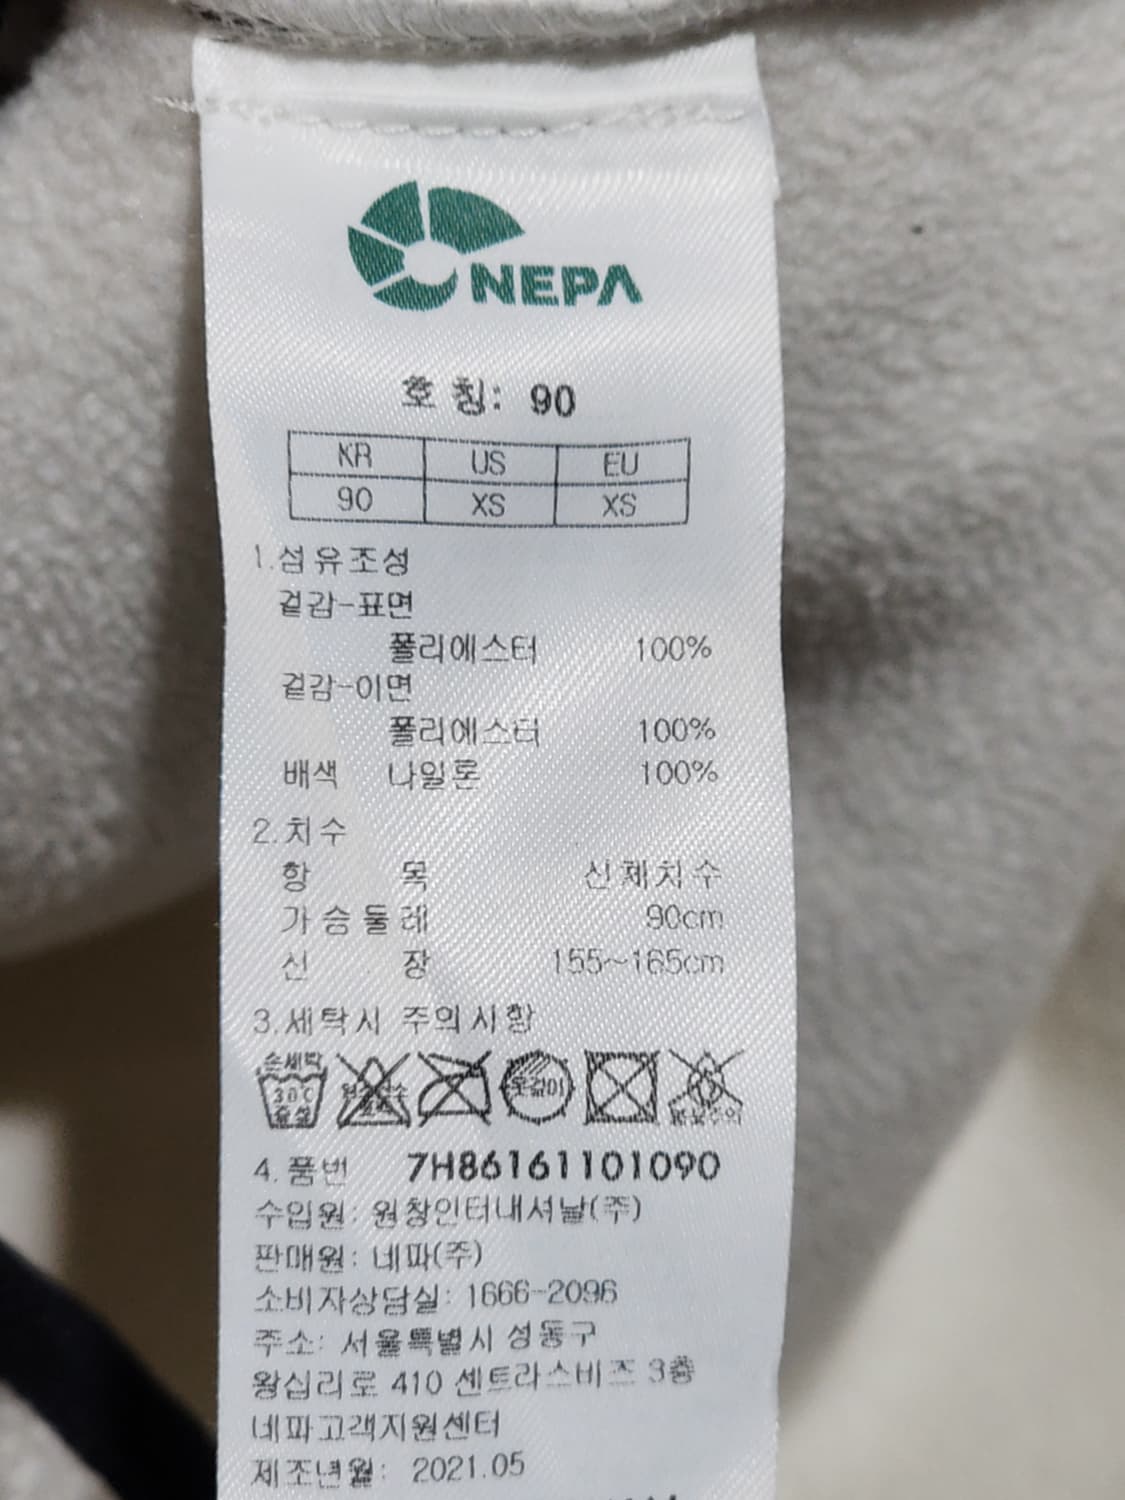 NEPA
호 칭: 90
KR US EU
90 XS XS
1.섬유조성
겉감-표면
폴리에스터 100%
겉감-이면
폴리에스터 100%
배색 나일론 100%
2.치수
항 목 신체치수
가슴둘레 90cm
신 장 155~165cm
3.세탁시 주의사항
손세탁
30℃
중성
옷걸이
4.품번 7H86161101090
수입원: 원창인터내셔날(주)
판매원: 네파(주)
소비자상담실: 1666-2096
주소: 서울특별시 성동구
왕십리로 410 센트라스비즈 3층
네파고객지원센터
제조년월: 2021.05